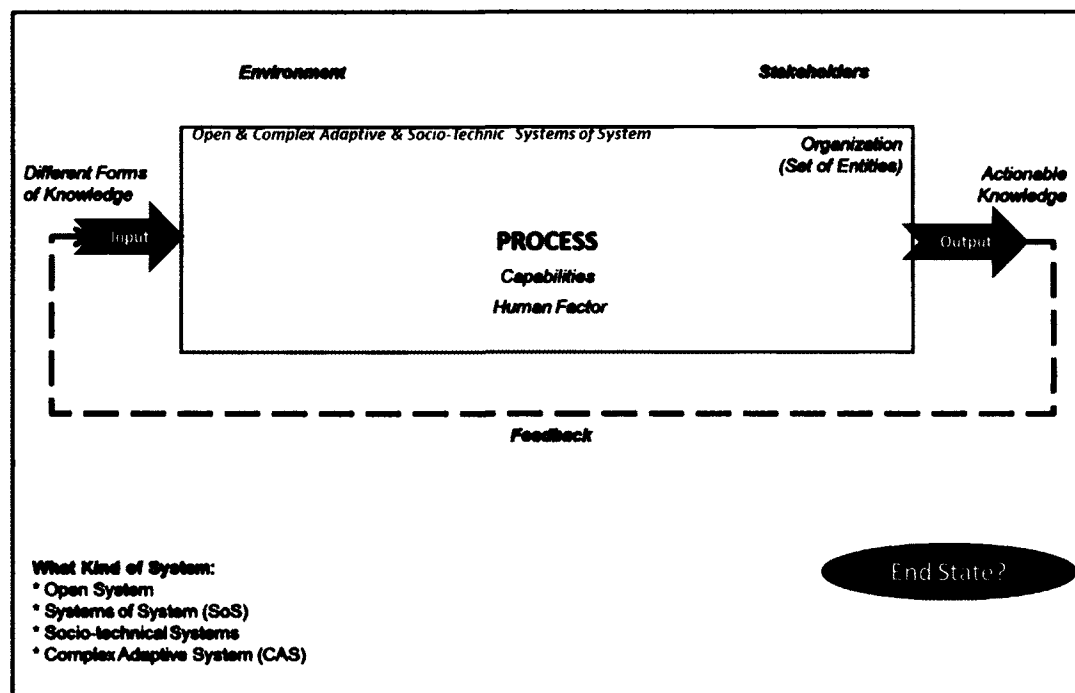 Environment
Stakeholders
Open & Complex Adaptive & Socio-Technic Systems of System
Organization
(Set of Entities)
Different Forms
of Knowledge
Actionable
Knowledge
Input
PROCESS
Output
Capabilities
Human Factor
Feedback
What Kind of System:
* Open System
* Systems of System (SoS)
* Socio-technical Systems
* Complex Adaptive System (CAS)
End State?